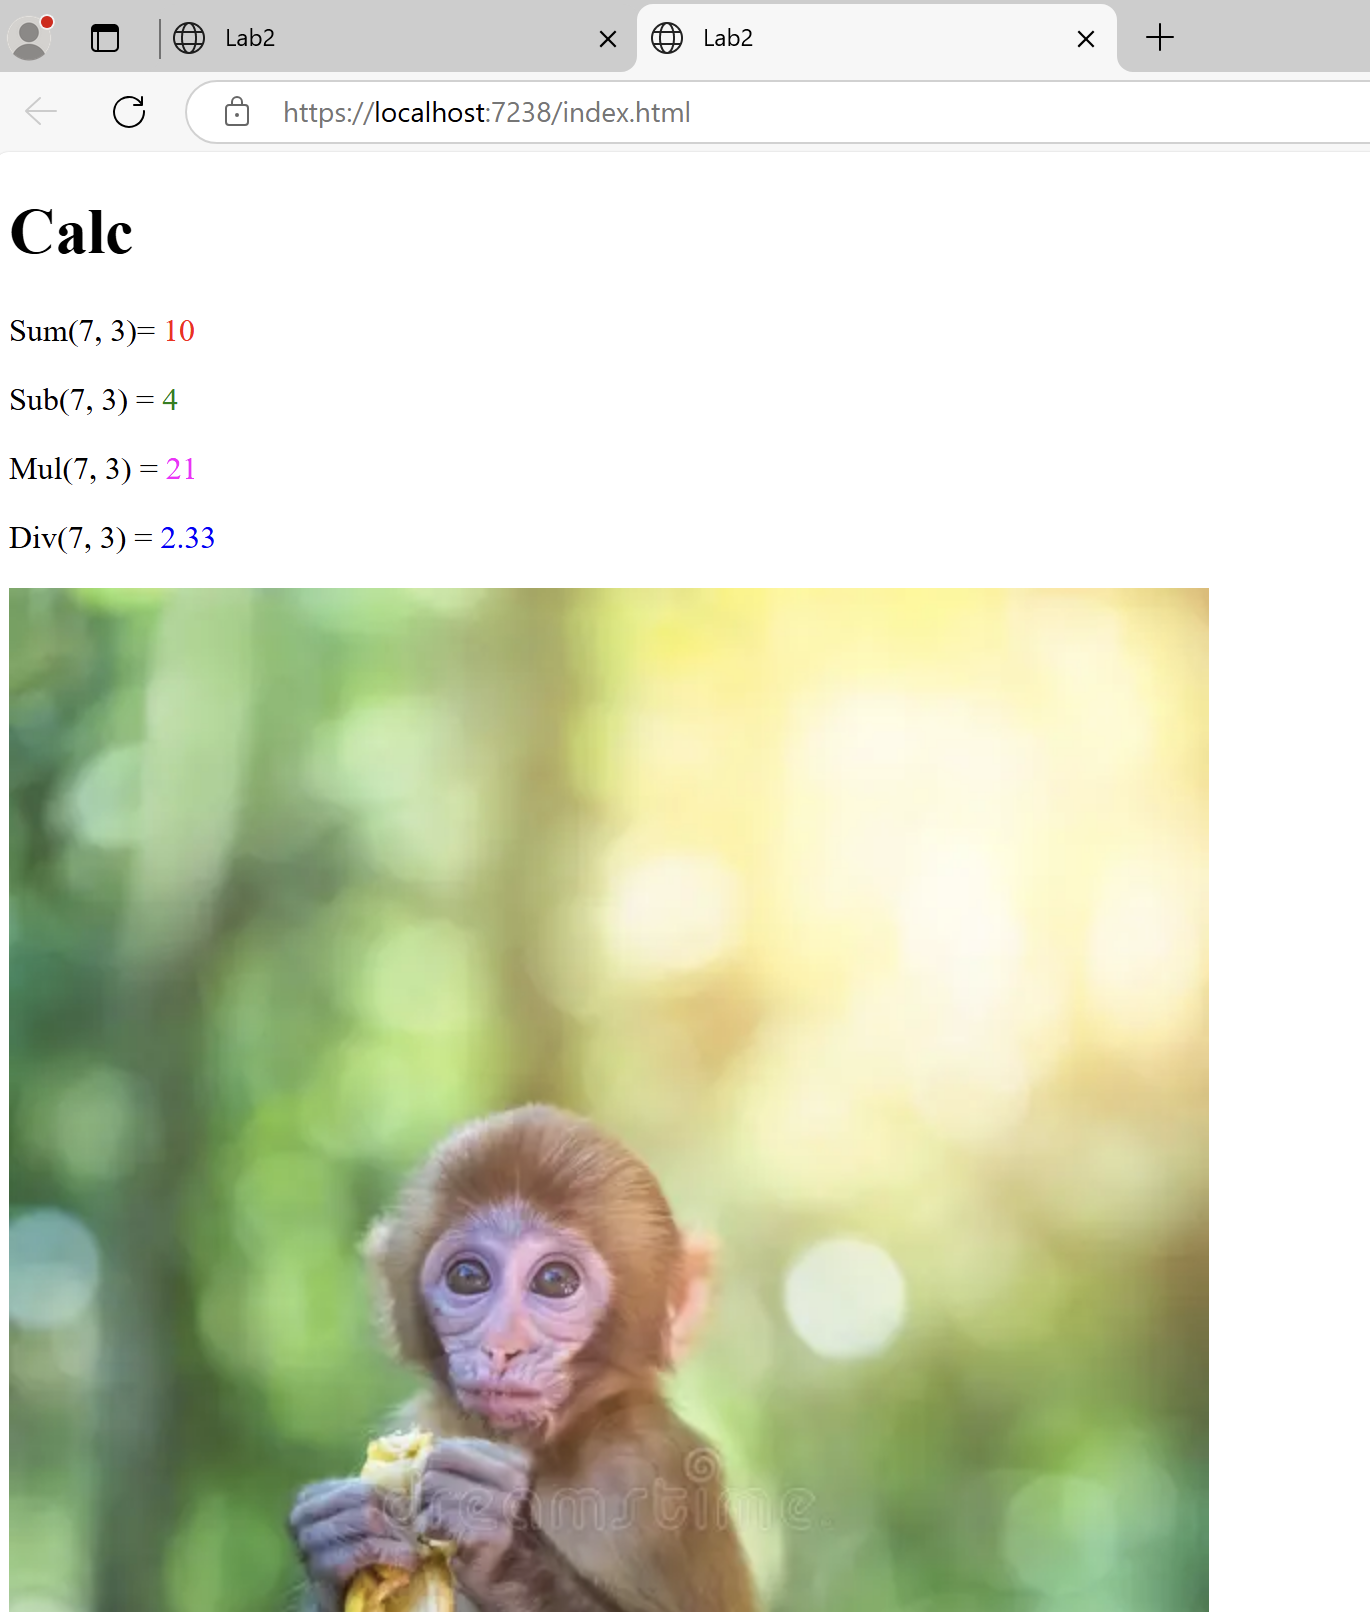 Lab2
Lab2
https://localhost:7238/index.html
Calc
Sum(7, 3)= 10
Sub(7, 3) = 4
Mul(7, 3) = 21
Div(7, 3) = 2.33
dreamstime.